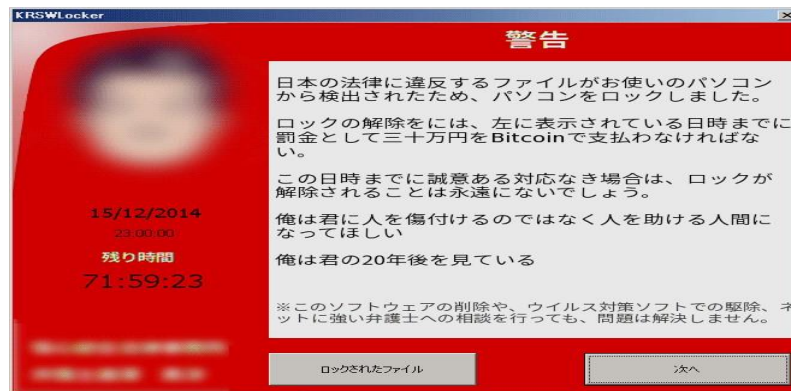 KRSWLocker
警告
日本の法律に違反するファイルがお使いのパソコン
から検出されたため、パソコンをロックしました。
ロックの解除をには、左に表示されている日時までに
罰金として三十万円をBitcoinで支払わなければな
い。
この日時までに誠意ある対応なき場合は、ロックが
解除されることは永遠にないでしょう。
俺は君に人を傷付けるのではなく人を助ける人間に
なってほしい
俺は君の20年後を見ている
※このソフトウェアの削除や、ウイルス対策ソフトでの駆除、ネ
ットに強い弁護士への相談を行っても、問題は解決しません。
15/12/2014
23:00:00
残り時間
71:59:23
ロックされたファイル
次へ